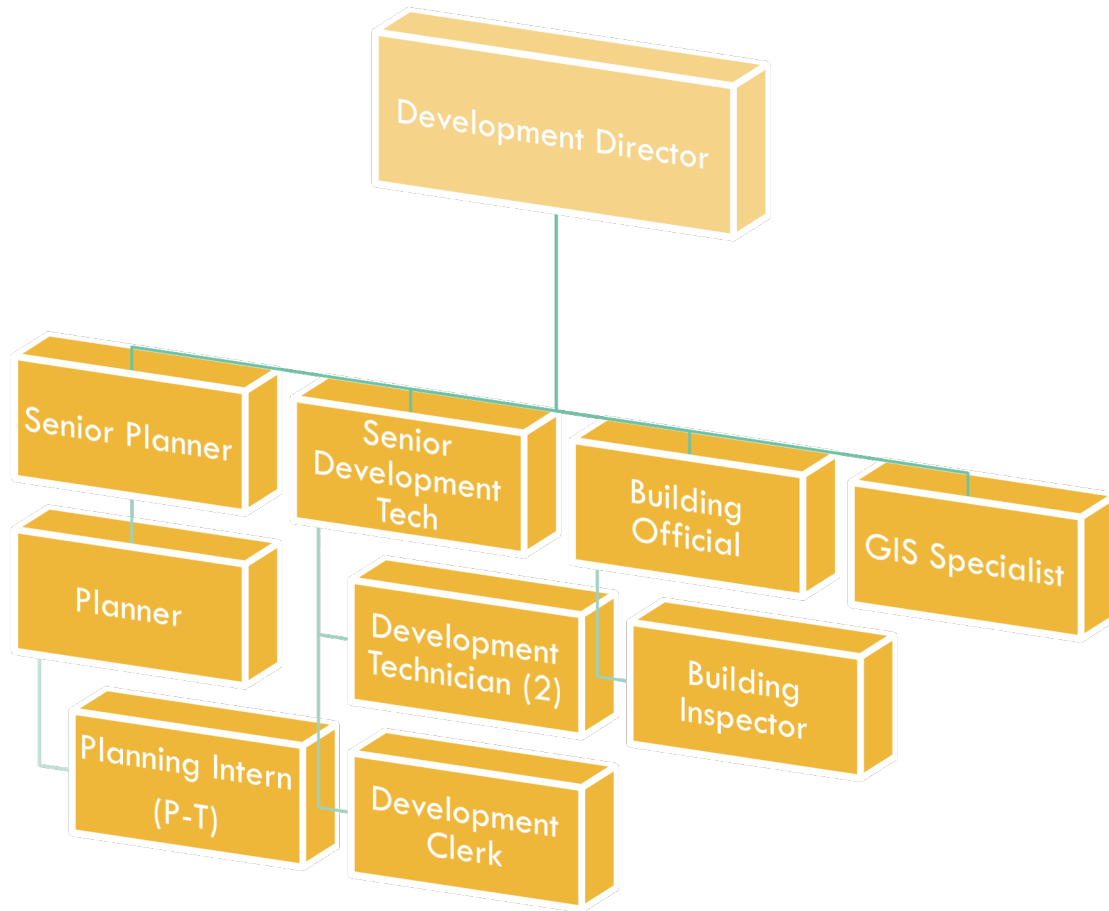 Development Director
Senior Planner
Senior
Development
Tech
Building
Official
GIS Specialist
Planner
Development
Technician (2)
Building
Inspector
Planning Intern
(P-T)
Development
Clerk